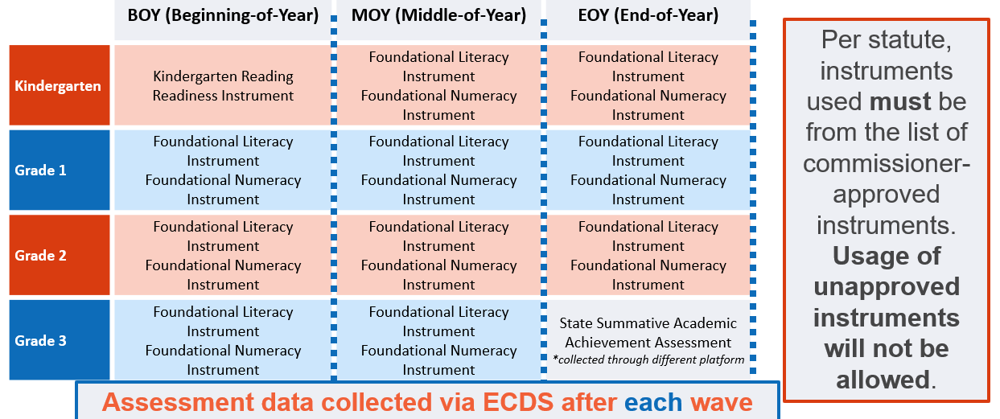 BOY (Beginning-of-Year)
MOY (Middle-of-Year)
EOY (End-of-Year)
Kindergarten
Kindergarten Reading
Readiness Instrument
Foundational Literacy
Instrument
Foundational Numeracy
Instrument
Foundational Literacy
Instrument
Foundational Numeracy
Instrument
Grade 1
Foundational Literacy
Instrument
Foundational Numeracy
Instrument
Foundational Literacy
Instrument
Foundational Numeracy
Instrument
Foundational Literacy
Instrument
Foundational Numeracy
Instrument
Grade 2
Foundational Literacy
Instrument
Foundational Numeracy
Instrument
Foundational Literacy
Instrument
Foundational Numeracy
Instrument
Foundational Literacy
Instrument
Foundational Numeracy
Instrument
Grade 3
Foundational Literacy
Instrument
Foundational Numeracy
Instrument
Foundational Literacy
Instrument
Foundational Numeracy
Instrument
State Summative Academic
Achievement Assessment
*collected through different platform
Assessment data collected via ECDS after each wave
Per statute,
instruments
used must be
from the list of
commissioner-
approved
instruments.
Usage of
unapproved
instruments
will not be
allowed.